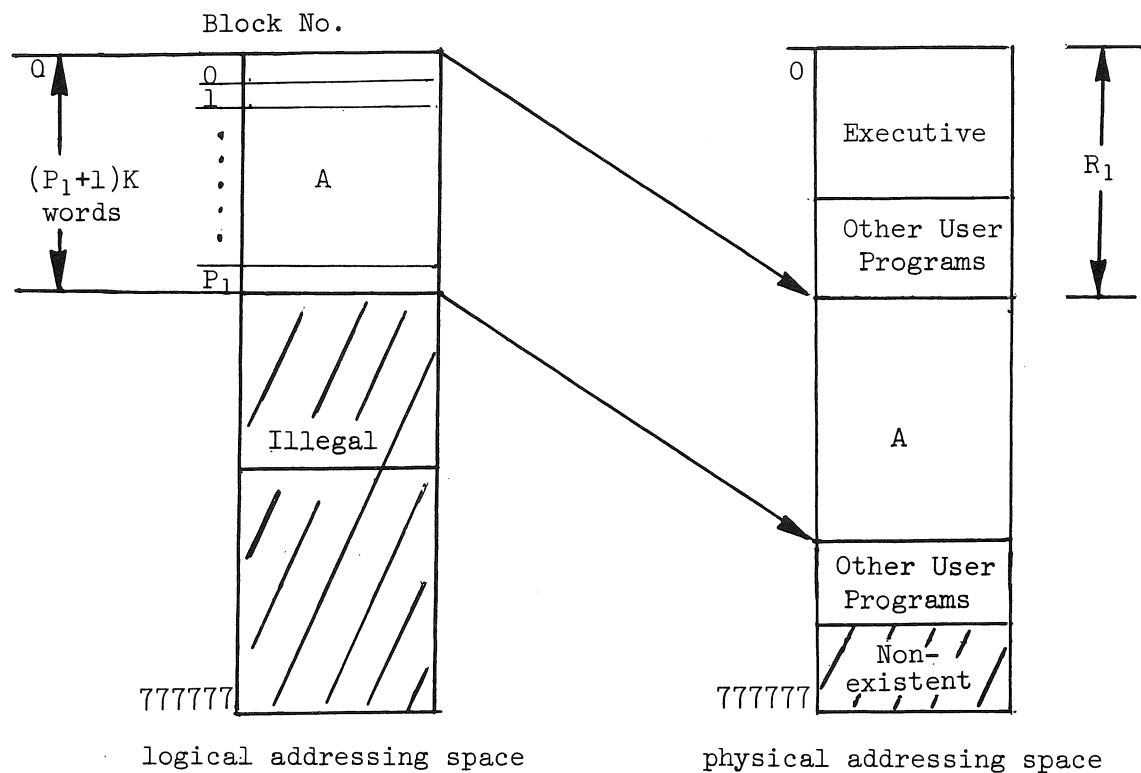 Block No.
0
0
1
(P₁+1)K
words
A
P₁
Illegal
777777
logical addressing space
0
Executive
R₁
Other User
Programs
A
Other User
Programs
Non-
existent
777777
physical addressing space